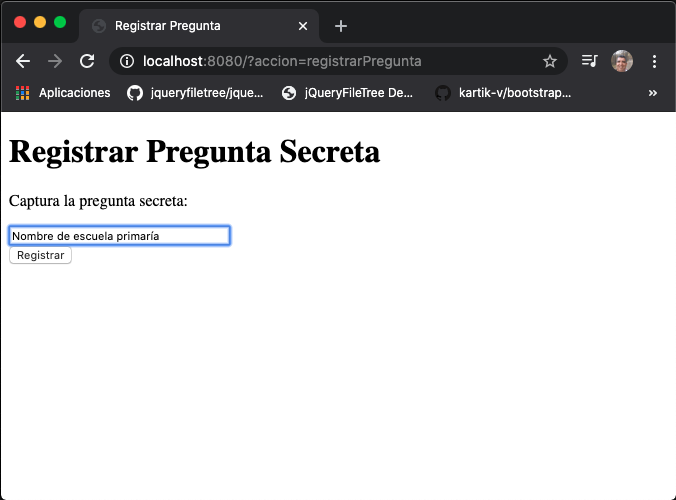 Registrar Pregunta
localhost:8080/?accion=registrarPregunta
Aplicaciones jqueryfiletree/jque... jQueryFileTree De... kartik-v/bootstrap... »
Registrar Pregunta Secreta
Captura la pregunta secreta:
Nombre de escuela primaría
Registrar